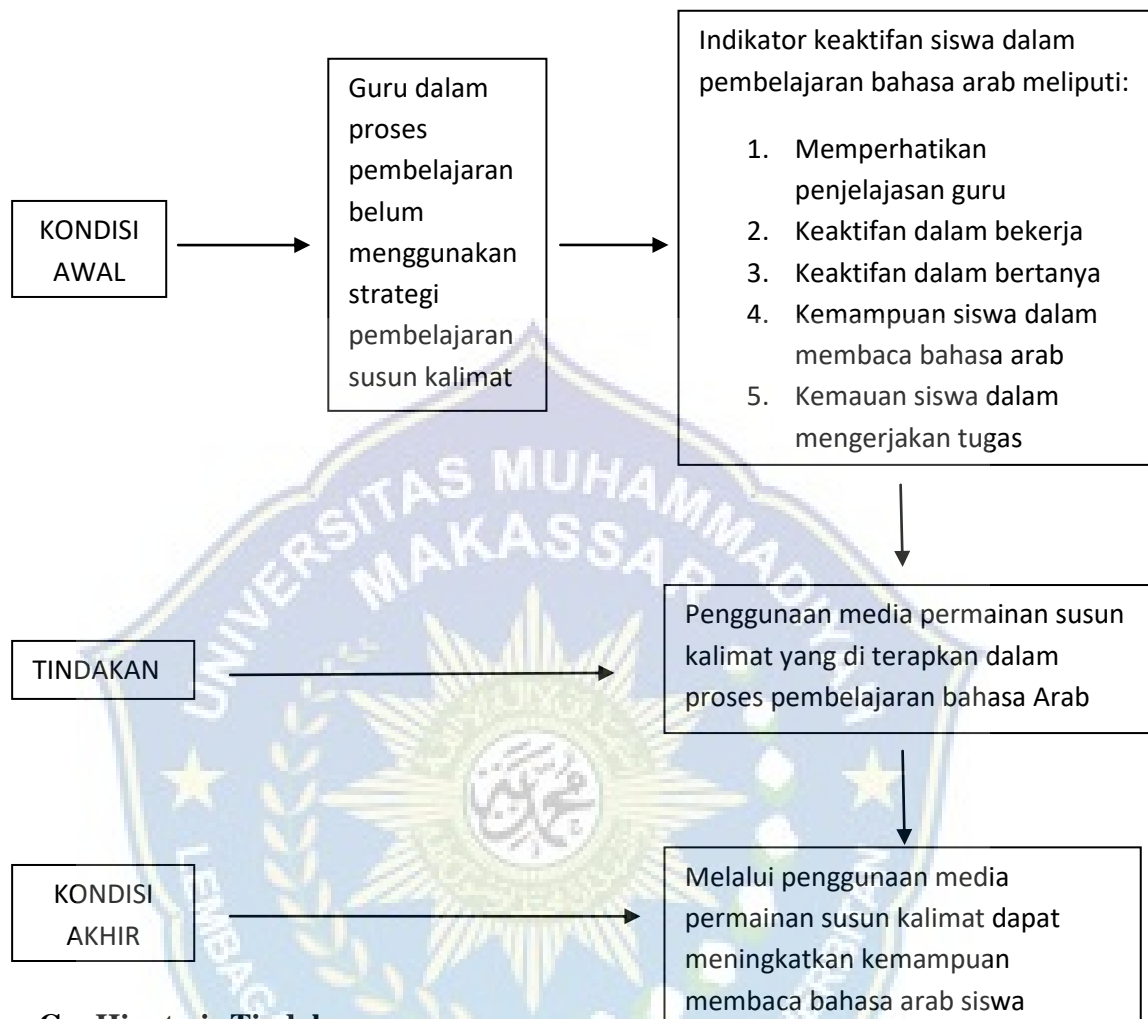 KONDISI
AWAL
Guru dalam
proses
pembelajaran
belum
menggunakan
strategi
pembelajaran
susun kalimat
Indikator keaktifan siswa dalam
pembelajaran bahasa arab meliputi:
1. Memperhatikan
penjelajasan guru
2. Keaktifan dalam bekerja
3. Keaktifan dalam bertanya
4. Kemampuan siswa dalam
membaca bahasa arab
5. Kemauan siswa dalam
mengerjakan tugas
UNIVERSITAS MUHAMMADIYAH
MAKASSAR
TINDAKAN
Penggunaan media permainan susun
kalimat yang di terapkan dalam
proses pembelajaran bahasa Arab
KONDISI
AKHIR
Melalui penggunaan media
permainan susun kalimat dapat
meningkatkan kemampuan
membaca bahasa arab siswa